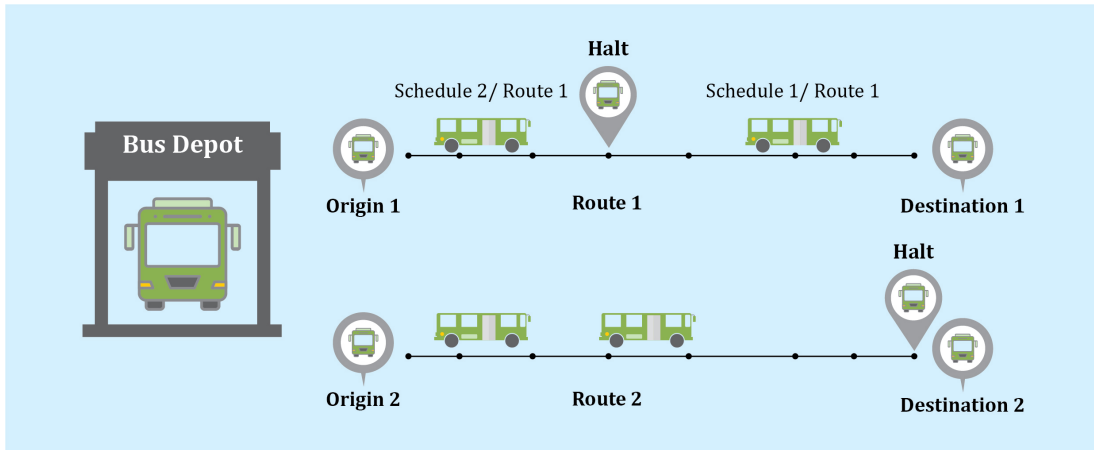 Halt
Schedule 2/ Route 1
Schedule 1/ Route 1
Bus Depot
Origin 1
Route 1
Destination 1
Halt
Origin 2
Route 2
Destination 2